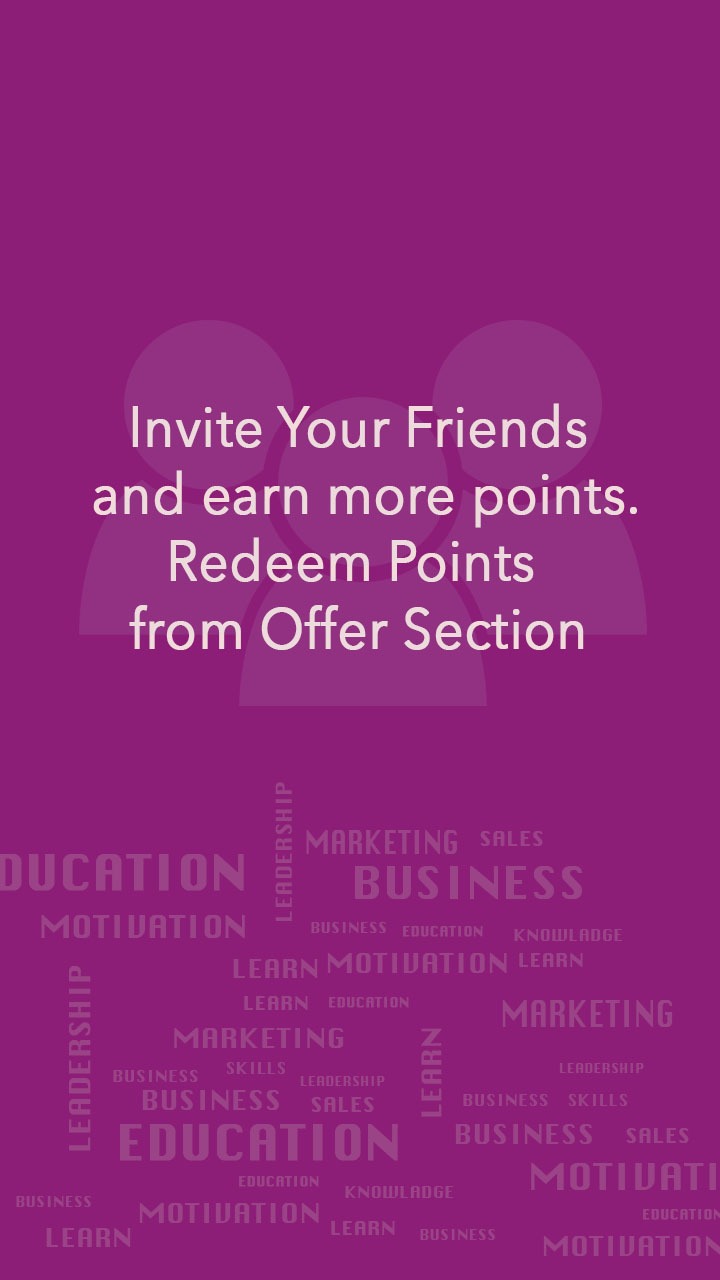 Invite Your Friends
and earn more points.
Redeem Points
from Offer Section
LEADERSHIP
MARKETING SALES
DUCATION
BUSINESS
MOTIVATION
BUSINESS EDUCATION KNOWLADGE
LEARN MOTIVATION LEARN
LEADERSHIP
LEARN EDUCATION
MARKETING
MARKETING
LEARN
BUSINESS SKILLS LEADERSHIP
LEADERSHIP
BUSINESS SALES
BUSINESS SKILLS
EDUCATION
BUSINESS SALES
EDUCATION KNOWLADGE
MOTIVATI
BUSINESS
MOTIVATION
EDUCATION
LEARN
LEARN
BUSINESS
MOTIVATION